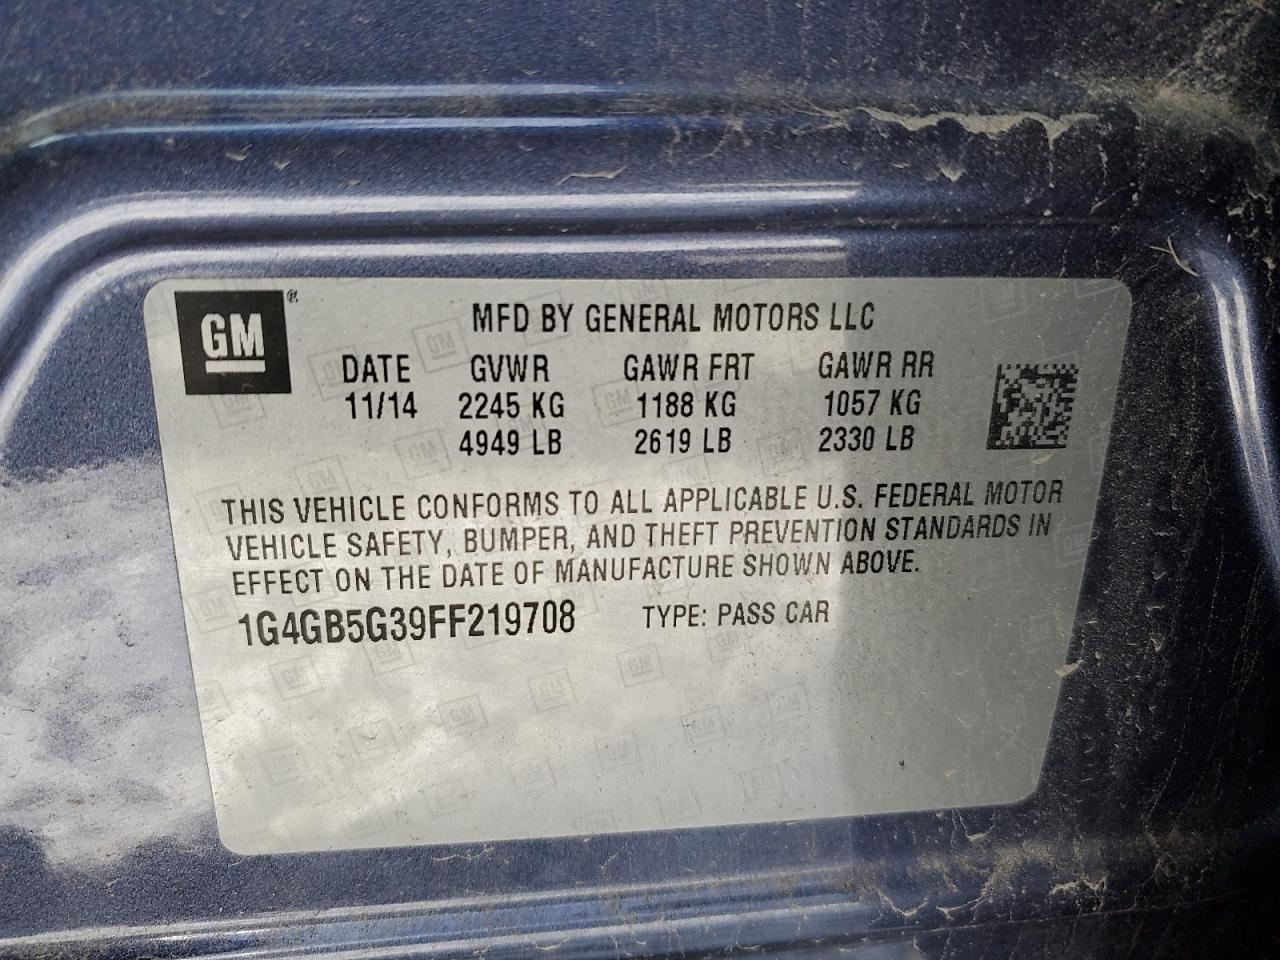 GM ®
MFD BY GENERAL MOTORS LLC
DATE GVWR GAWR FRT GAWR RR
11/14 2245 KG 1188 KG 1057 KG
4949 LB 2619 LB 2330 LB
THIS VEHICLE CONFORMS TO ALL APPLICABLE U.S. FEDERAL MOTOR
VEHICLE SAFETY, BUMPER, AND THEFT PREVENTION STANDARDS IN
EFFECT ON THE DATE OF MANUFACTURE SHOWN ABOVE.
1G4GB5G39FF219708 TYPE: PASS CAR